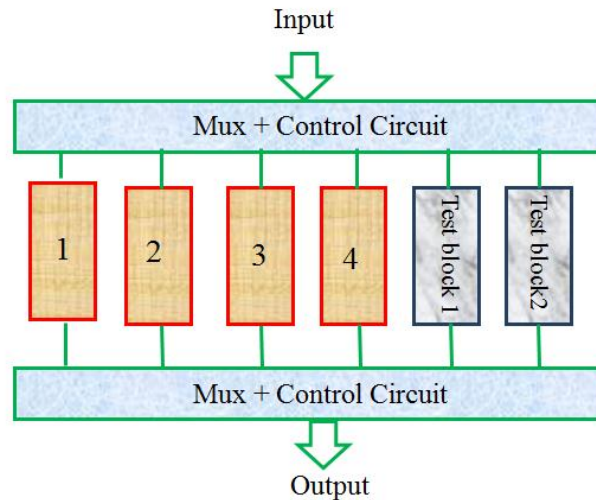 Input
Mux + Control Circuit
1
2
3
4
Test block 1
Test block2
Mux + Control Circuit
Output